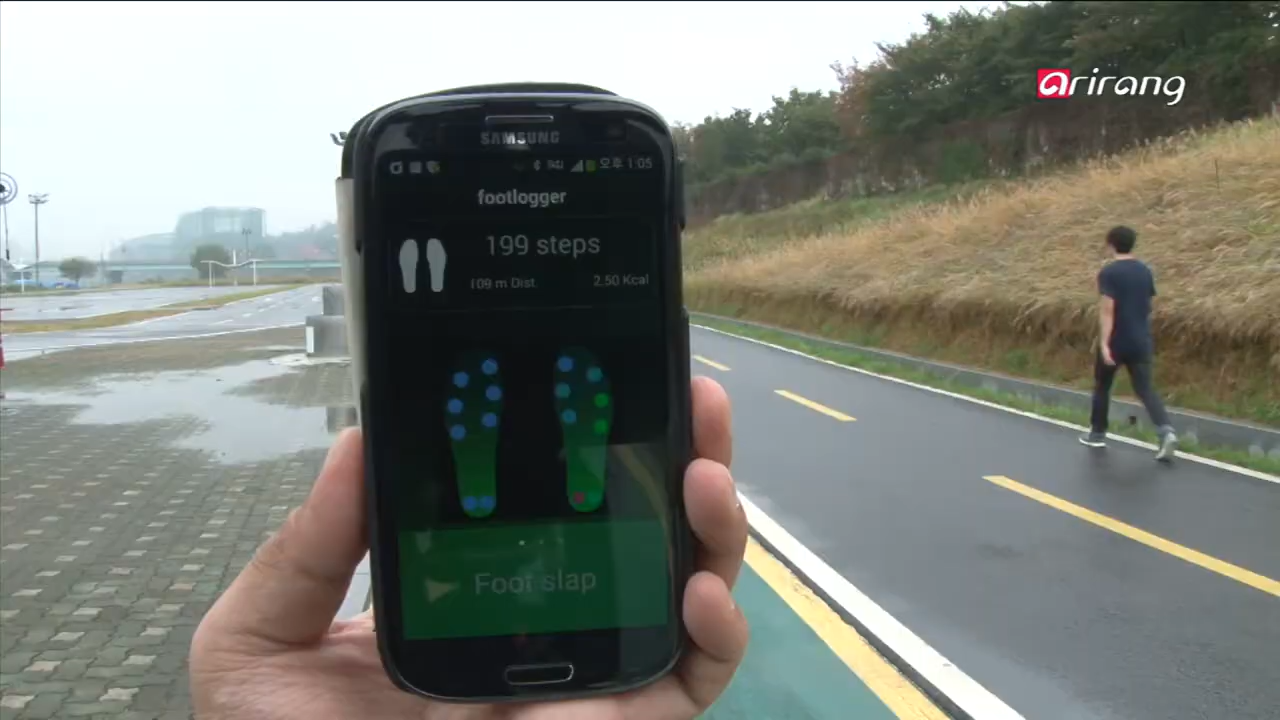 arirang
SAMSUNG
오후 1:05
footlogger
199 steps
109 m Dist.
2.50 Kcal
Foot slap